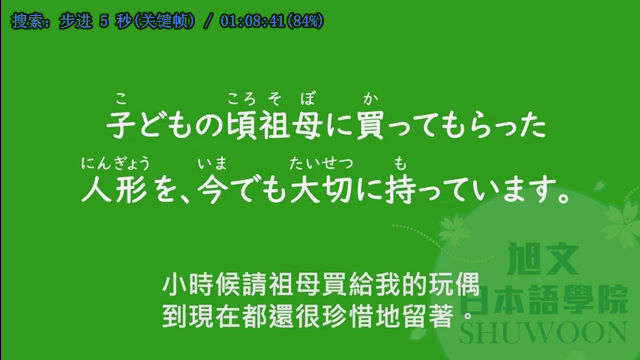 搜索: 步进 5 秒(关键帧) / 01:08:41(84%)
こ ころ そ ぼ か
子どもの頃祖母に買ってもらった
にんぎょう いま たいせつ も
人形を、今でも大切に持っています。
小時候請祖母買給我的玩偶
到現在都還很珍惜地留著。
旭文
日本語學院
SHUWOON